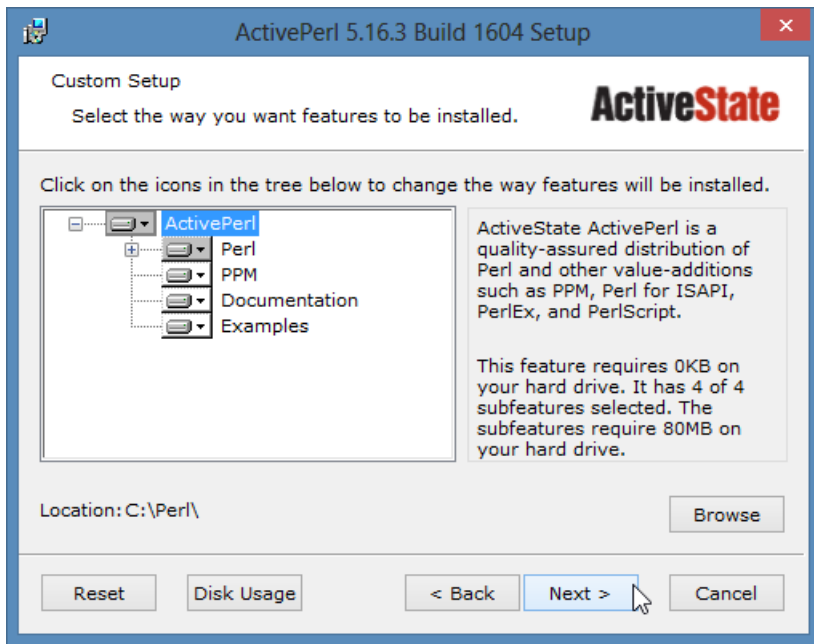 ActivePerl 5.16.3 Build 1604 Setup
Custom Setup
Select the way you want features to be installed.
ActiveState
Click on the icons in the tree below to change the way features will be installed.
ActivePerl
Perl
PPM
Documentation
Examples
ActiveState ActivePerl is a
quality-assured distribution of
Perl and other value-additions
such as PPM, Perl for ISAPI,
PerlEx, and PerlScript.
This feature requires 0KB on
your hard drive. It has 4 of 4
subfeatures selected. The
subfeatures require 80MB on
your hard drive.
Location: C:\Perl\
Browse
Reset
Disk Usage
< Back
Next >
Cancel